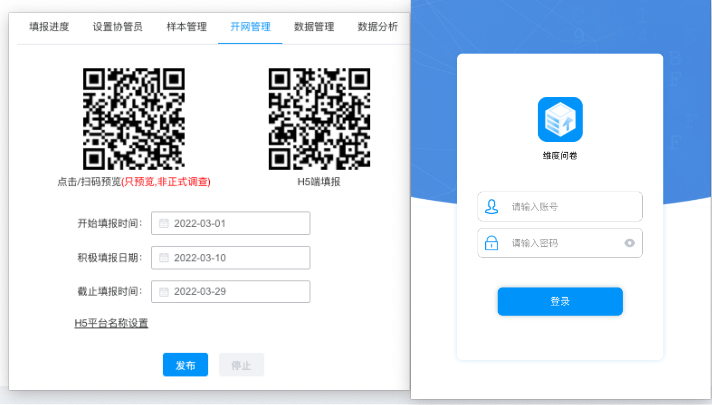 填报进度 设置协管员 样本管理 开网管理 数据管理 数据分析
点击/扫码预览(只预览,非正式调查)
H5端填报
开始填报时间: 2022-03-01
积极填报日期: 2022-03-10
截止填报时间: 2022-03-29
H5平台名称设置
发布 停止
维度问卷
请输入账号
请输入密码
登录